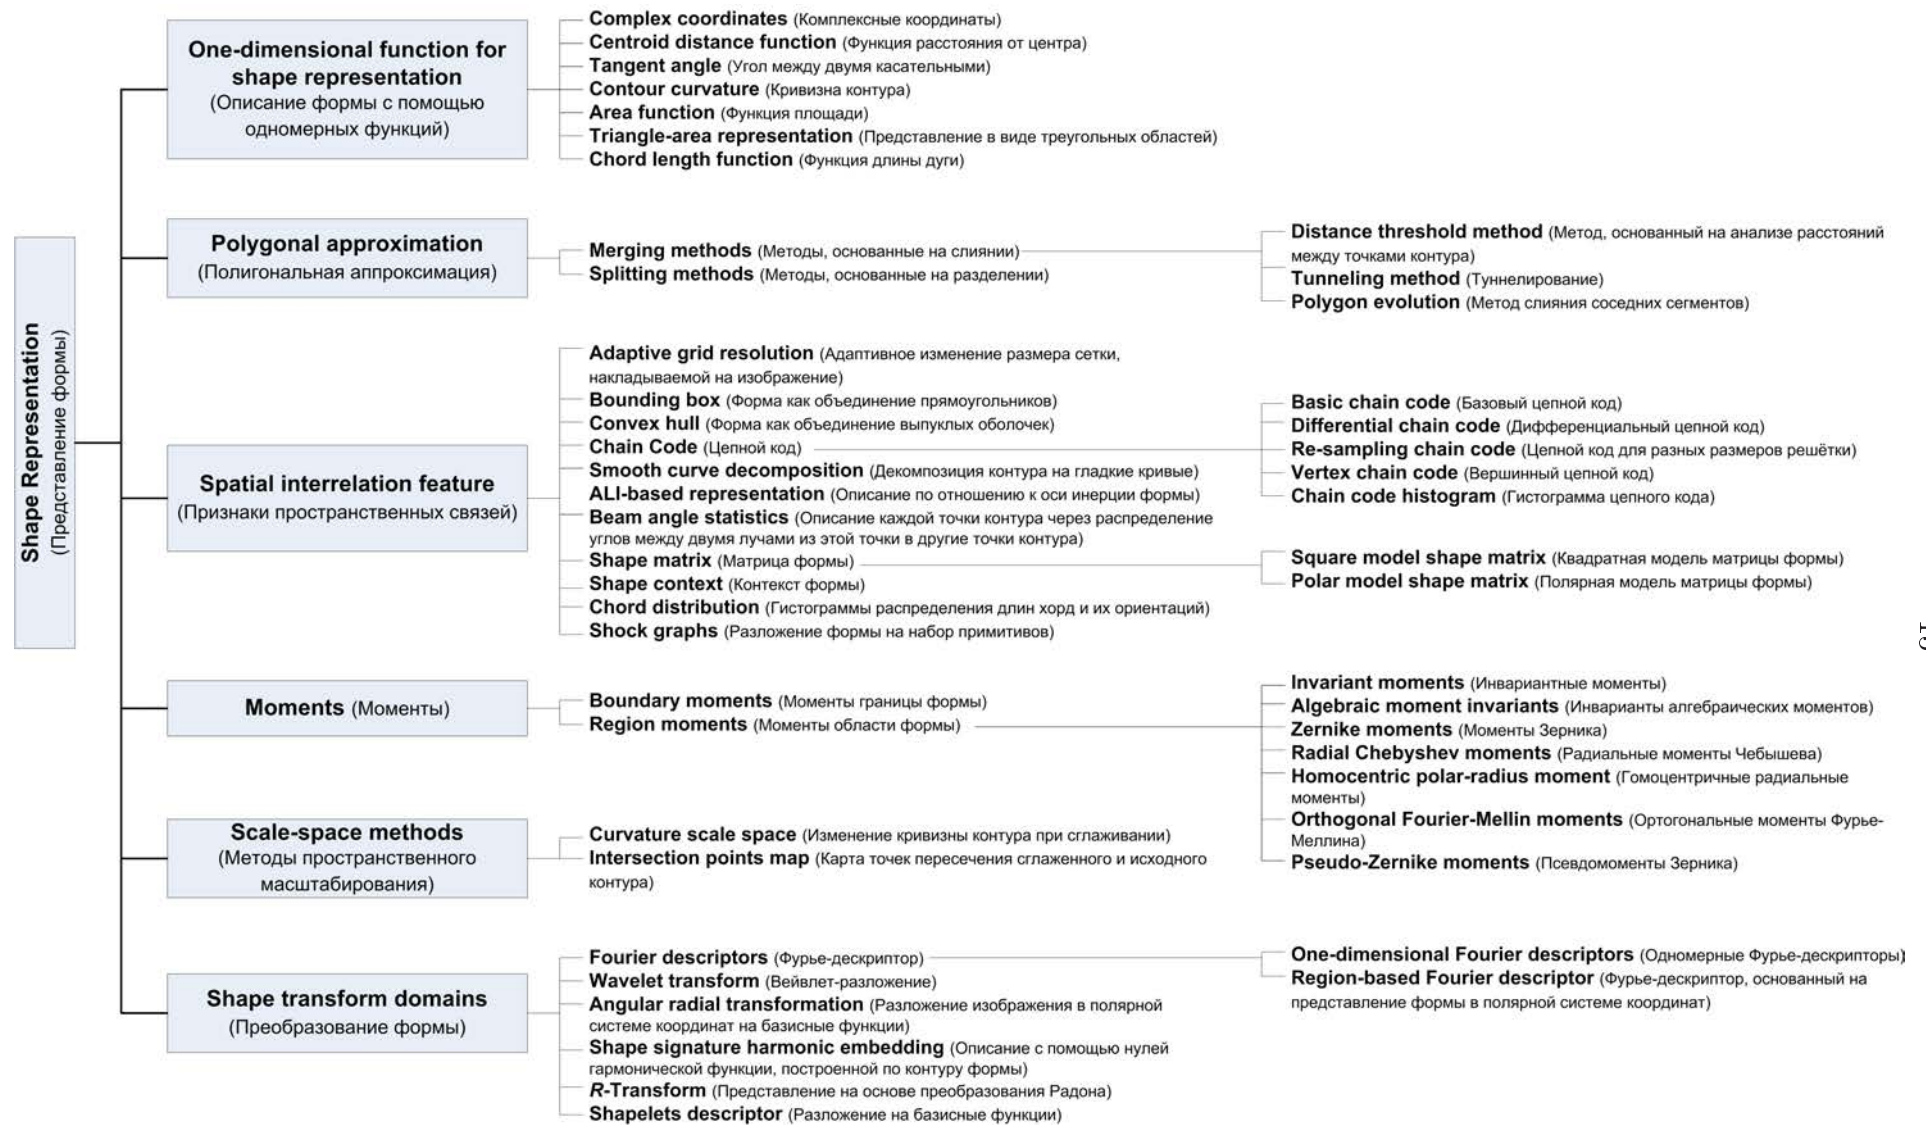 Shape Representation
(Представление формы)
One-dimensional function for
shape representation
(Описание формы с помощью
одномерных функций)
Complex coordinates (Комплексные координаты)
Centroid distance function (Функция расстояния от центра)
Tangent angle (Угол между двумя касательными)
Contour curvature (Кривизна контура)
Area function (Функция площади)
Triangle-area representation (Представление в виде треугольных областей)
Chord length function (Функция длины дуги)
Polygonal approximation
(Полигональная аппроксимация)
Merging methods (Методы, основанные на слиянии)
Splitting methods (Методы, основанные на разделении)
Distance threshold method (Метод, основанный на анализе расстояний
между точками контура)
Tunneling method (Туннелирование)
Polygon evolution (Метод слияния соседних сегментов)
Spatial interrelation feature
(Признаки пространственных связей)
Adaptive grid resolution (Адаптивное изменение размера сетки,
накладываемой на изображение)
Bounding box (Форма как объединение прямоугольников)
Convex hull (Форма как объединение выпуклых оболочек)
Chain Code (Цепной код)
Smooth curve decomposition (Декомпозиция контура на гладкие кривые)
ALI-based representation (Описание по отношению к оси инерции формы)
Beam angle statistics (Описание каждой точки контура через распределение
углов между двумя лучами из этой точки в другие точки контура)
Shape matrix (Матрица формы)
Shape context (Контекст формы)
Chord distribution (Гистограммы распределения длин хорд и их ориентаций)
Shock graphs (Разложение формы на набор примитивов)
Basic chain code (Базовый цепной код)
Differential chain code (Дифференциальный цепной код)
Re-sampling chain code (Цепной код для разных размеров решётки)
Vertex chain code (Вершинный цепной код)
Chain code histogram (Гистограмма цепного кода)
Square model shape matrix (Квадратная модель матрицы формы)
Polar model shape matrix (Полярная модель матрицы формы)
Moments (Моменты)
Boundary moments (Моменты границы формы)
Region moments (Моменты области формы)
Invariant moments (Инвариантные моменты)
Algebraic moment invariants (Инварианты алгебраических моментов)
Zernike moments (Моменты Зерника)
Radial Chebyshev moments (Радиальные моменты Чебышева)
Homocentric polar-radius moment (Гомоцентричные радиальные
моменты)
Orthogonal Fourier-Mellin moments (Ортогональные моменты Фурье-
Меллина)
Pseudo-Zernike moments (Псевдомоменты Зерника)
Scale-space methods
(Методы пространственного
масштабирования)
Curvature scale space (Изменение кривизны контура при сглаживании)
Intersection points map (Карта точек пересечения сглаженного и исходного
контура)
Shape transform domains
(Преобразование формы)
Fourier descriptors (Фурье-дескриптор)
Wavelet transform (Вейвлет-разложение)
Angular radial transformation (Разложение изображения в полярной
системе координат на базисные функции)
Shape signature harmonic embedding (Описание с помощью нулей
гармонической функции, построенной по контуру формы)
R-Transform (Представление на основе преобразования Радона)
Shapelets descriptor (Разложение на базисные функции)
One-dimensional Fourier descriptors (Одномерные Фурье-дескрипторы)
Region-based Fourier descriptor (Фурье-дескриптор, основанный на
представление формы в полярной системе координат)